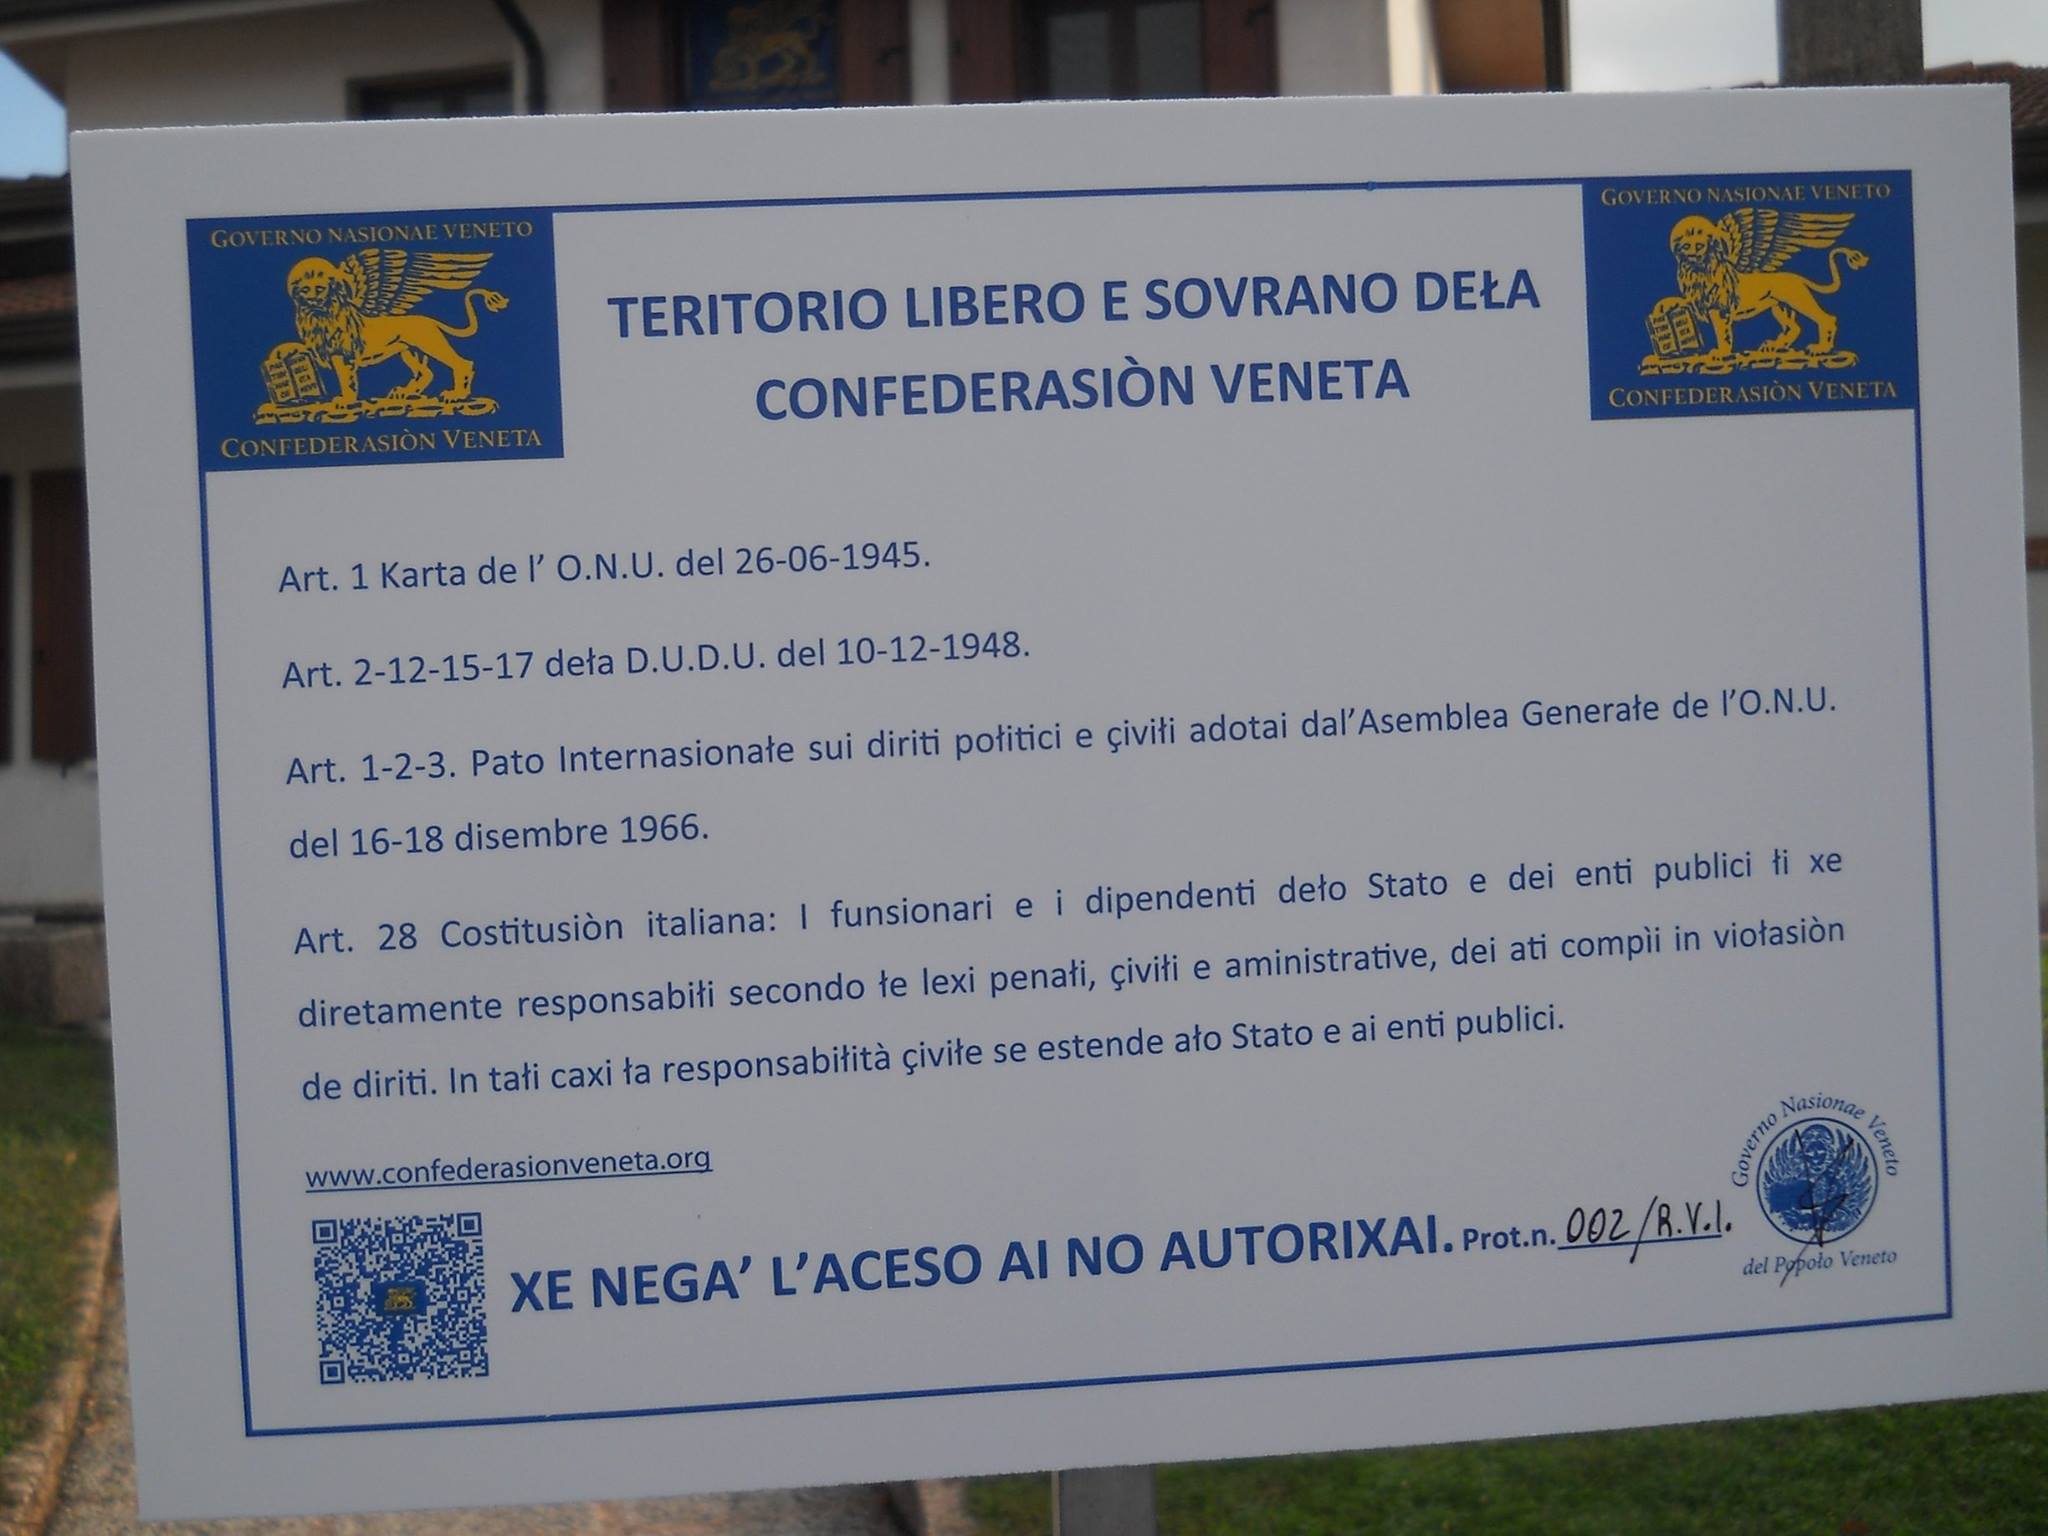 GOVERNO NASIONAE VENETO
CONFEDERASIÒN VENETA
TERITORIO LIBERO E SOVRANO DEŁA
CONFEDERASIÒN VENETA
GOVERNO NASIONAE VENETO
CONFEDERASIÒN VENETA
Art. 1 Karta de l' O.N.U. del 26-06-1945.
Art. 2-12-15-17 deła D.U.D.U. del 10-12-1948.
Art. 1-2-3. Pato Internasionałe sui diriti połitici e çiviłi adotai dal'Asemblea Generałe de l'O.N.U.
del 16-18 disembre 1966.
Art. 28 Costitusiòn italiana: I funsionari e i dipendenti deło Stato e dei enti publici łi xe
diretamente responsabiłi secondo łe lexi penałi, çiviłi e aministrative, dei ati compìi in viołasiòn
de diriti. In tałi caxi ła responsabiłità çiviłe se estende ało Stato e ai enti publici.
www.confederasionveneta.org
XE NEGA' L'ACESO AI NO AUTORIXAI. Prot.n. 002/R.V.I.
Governo Nasionae Veneto
del Popoło Veneto